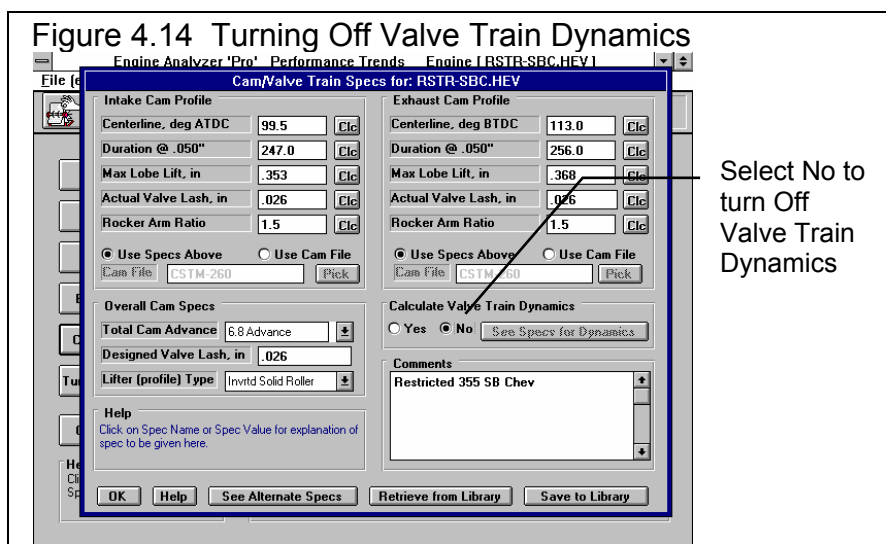 Figure 4.14 Turning Off Valve Train Dynamics
Engine Analyzer 'Pro' Performance Trends Engine [ RSTR-SBC.HEV ]
File (e
Cam/Valve Train Specs for: RSTR-SBC.HEV
Intake Cam Profile
Centerline, deg ATDC 99.5 Clc
Duration @ .050" 247.0 Clc
Max Lobe Lift, in .353 Clc
Actual Valve Lash, in .026 Clc
Rocker Arm Ratio 1.5 Clc
Use Specs Above Use Cam File
Cam File CSTM-260 Pick
Exhaust Cam Profile
Centerline, deg BTDC 113.0 Clc
Duration @ .050" 256.0 Clc
Max Lobe Lift, in .368 Clc
Actual Valve Lash, in .026 Clc
Rocker Arm Ratio 1.5 Clc
Use Specs Above Use Cam File
Cam File CSTM-260 Pick
Select No to
turn Off
Valve Train
Dynamics
Overall Cam Specs
Total Cam Advance 6.8 Advance
Designed Valve Lash, in .026
Lifter (profile) Type Invrtd Solid Roller
Calculate Valve Train Dynamics
Yes No See Specs for Dynamics
Comments
Restricted 355 SB Chev
Help
Click on Spec Name or Spec Value for explanation of
spec to be given here.
Tu
He
Cli
Sp
OK Help See Alternate Specs Retrieve from Library Save to Library